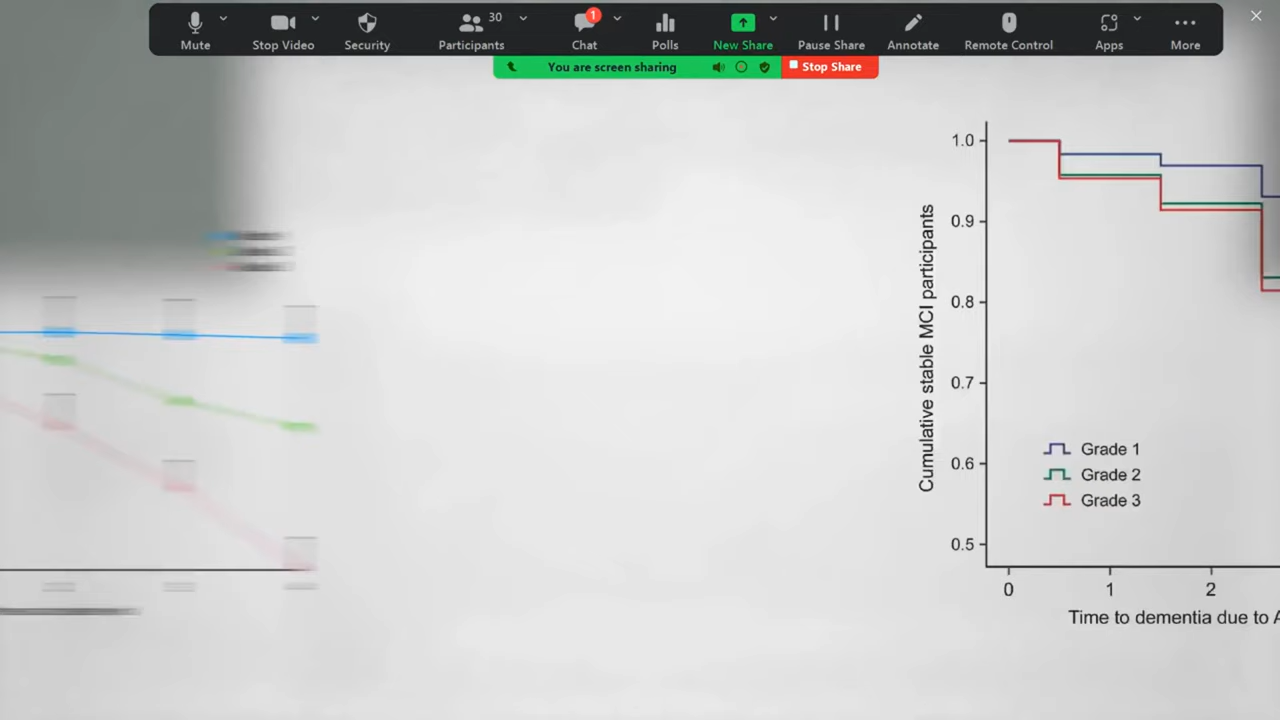 30
1
Mute
Stop Video
Security
Participants
Chat
Polls
New Share
Pause Share
Annotate
Remote Control
Apps
More
You are screen sharing
Stop Share
1.0
0.9
0.8
0.7
0.6
0.5
Cumulative stable MCI participants
Grade 1
Grade 2
Grade 3
0 1 2
Time to dementia due to A